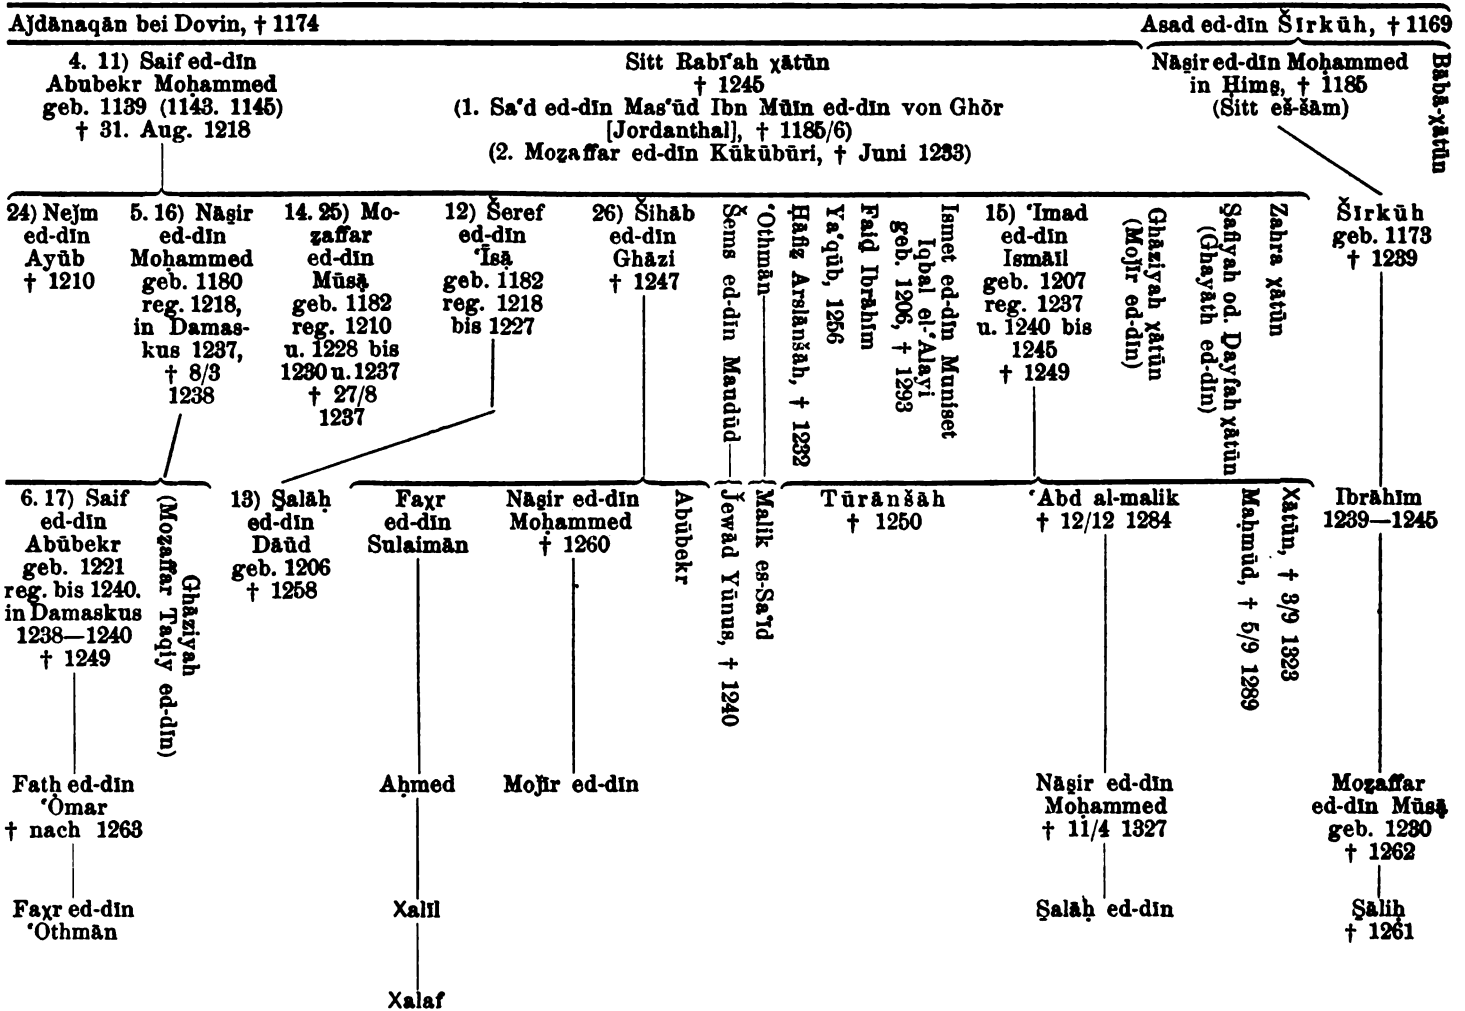 Aǰdānaqān bei Dovin, † 1174
Asad ed-dīn Šīrkūh, † 1169
4. 11) Saif ed-dīn
Abūbekr Moḥammed
geb. 1139 (1143. 1145)
† 31. Aug. 1218
Sitt Rabīʿah χātūn
† 1245
(1. Saʿd ed-dīn Masʿūd Ibn Mūīn ed-dīn von Ghōr
[Jordanthal], † 1185/6)
(2. Moẓaffar ed-dīn Kūkūbūri, † Juni 1233)
Nāṣir ed-dīn Moḥammed
in Ḥimṣ, † 1185
(Sitt eš-šām)
Bābā-χātūn
24) Neǰm
ed-dīn
Ayūb
† 1210
5. 16) Nāṣir
ed-dīn
Moḥammed
geb. 1180
reg. 1218,
in Damas-
kus 1237,
† 8/3
1238
14. 25) Mo-
ẓaffar
ed-dīn
Mūsạ̄
geb. 1182
reg. 1210
u. 1228 bis
1230 u. 1237
† 27/8
1237
12) Šeref
ed-dīn
ʿĪsạ̄
geb. 1182
reg. 1218
bis 1227
26) Šihāb
ed-dīn
Ghāzi
† 1247
Šems ed-dīn Maudūd
ʿOthmān
Ḥāfiẓ Arslānšāh, † 1232
Yaʿqūb, 1256
Faiḍ Ibrāhīm
Ismet ed-dīn Muniset
Iqbal el-ʿAlayi
geb. 1206, † 1293
15) ʿImad
ed-dīn
Ismāīl
geb. 1207
reg. 1237
u. 1240 bis
1245
† 1249
Ghāziyah χātūn
(Moǰīr ed-dīn)
Ṣafiyah od. Ḍayfah χātūn
(Ghayāth ed-dīn)
Zahra χātūn
Šīrkūh
geb. 1173
† 1239
6. 17) Saif
ed-dīn
Abūbekr
geb. 1221
reg. bis 1240.
in Damaskus
1238—1240
† 1249
Ghāziyah
(Moẓaffar Taqiy ed-dīn)
13) Ṣalāḥ
ed-dīn
Dāūd
geb. 1206
† 1258
Faχr
ed-dīn
Sulaimān
Nāṣir ed-dīn
Moḥammed
† 1260
Abūbekr
J̌ewād Yūnus, † 1240
Malik es-Saʿīd
Tūrānšāh
† 1250
ʿAbd al-malik
† 12/12 1284
Maḥmūd, † 5/9 1289
Xātūn, † 3/9 1323
Ibrāhīm
1239—1245
Fatḥ ed-dīn
ʿOmar
† nach 1263
Aḥmed
Moǰīr ed-dīn
Nāṣir ed-dīn
Moḥammed
† 11/4 1327
Moẓaffar
ed-dīn Mūsạ̄
geb. 1230
† 1262
Faχr ed-dīn
ʿOthmān
Xalīl
Ṣalāḥ ed-dīn
Ṣāliḥ
† 1261
Xalaf